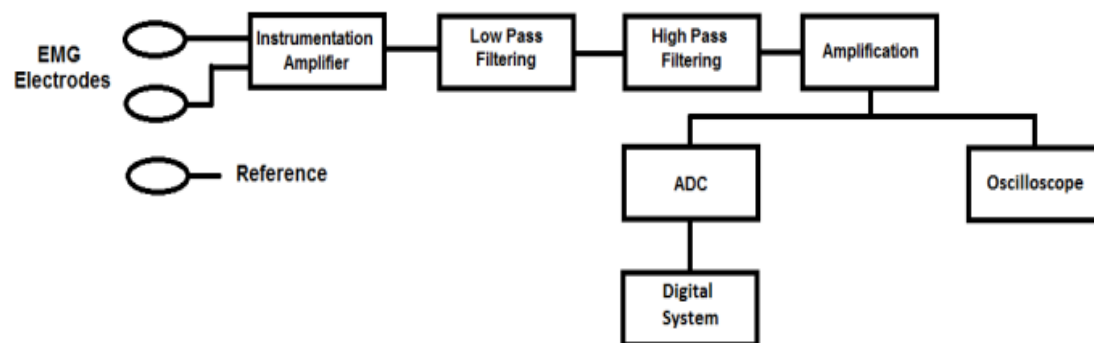 EMG
Electrodes
Instrumentation
Amplifier
Low Pass
Filtering
High Pass
Filtering
Amplification
Reference
ADC
Oscilloscope
Digital
System